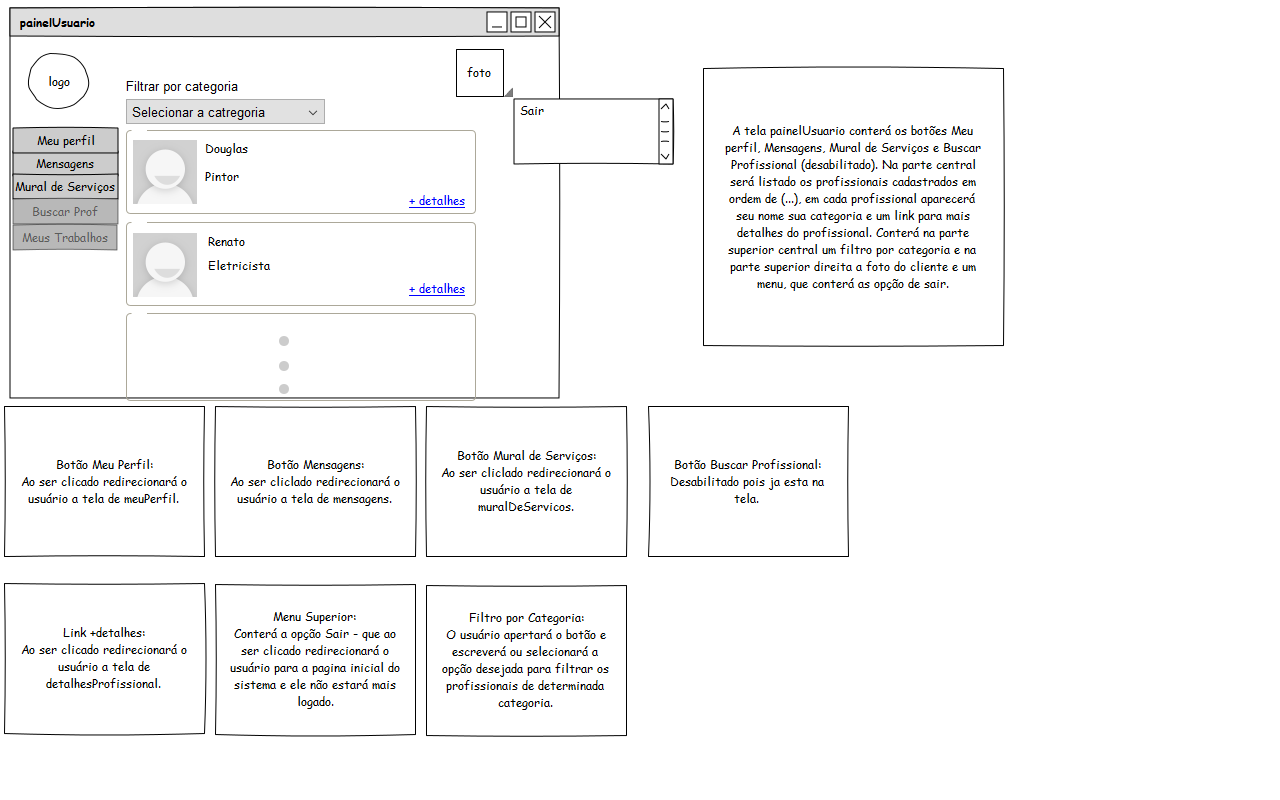 painelUsuario
logo
foto
Filtrar por categoria
Selecionar a catregoria
Sair
Meu perfil
Mensagens
Mural de Serviços
Buscar Prof
Meus Trabalhos
Douglas
Pintor
+ detalhes
Renato
Eletricista
+ detalhes
A tela painelUsuario conterá os botões Meu
perfil, Mensagens, Mural de Serviços e Buscar
Profissional (desabilitado). Na parte central
será listado os profissionais cadastrados em
ordem de (...), em cada profissional aparecerá
seu nome sua categoria e um link para mais
detalhes do profissional. Conterá na parte
superior central um filtro por categoria e na
parte superior direita a foto do cliente e um
menu, que conterá as opção de sair.
Botão Meu Perfil:
Ao ser clicado redirecionará o
usuário a tela de meuPerfil.
Botão Mensagens:
Ao ser cliclado redirecionará o
usuário a tela de mensagens.
Botão Mural de Serviços:
Ao ser cliclado redirecionará o
usuário a tela de
muralDeServicos.
Botão Buscar Profissional:
Desabilitado pois ja esta na
tela.
Link +detalhes:
Ao ser clicado redirecionará o
usuário a tela de
detalhesProfissional.
Menu Superior:
Conterá a opção Sair - que ao
ser clicado redirecionará o
usuário para a pagina inicial do
sistema e ele não estará mais
logado.
Filtro por Categoria:
O usuário apertará o botão e
escreverá ou selecionará a
opção desejada para filtrar os
profissionais de determinada
categoria.